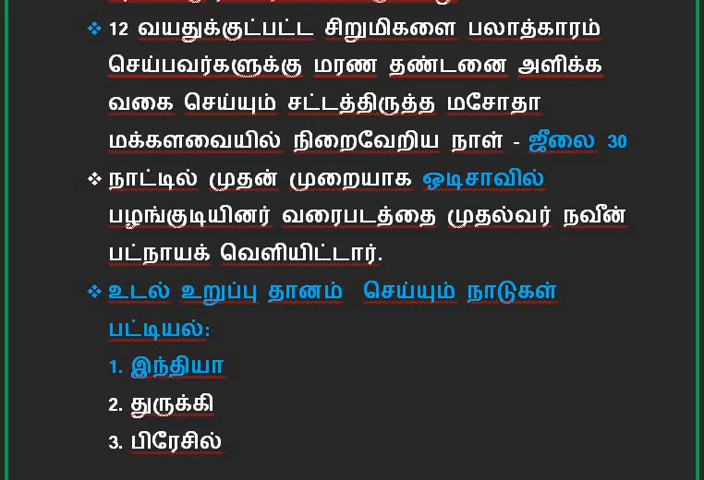 ❖ 12 வயதுக்குட்பட்ட சிறுமிகளை பலாத்காரம்
செய்பவர்களுக்கு மரண தண்டனை அளிக்க
வகை செய்யும் சட்டத்திருத்த மசோதா
மக்களவையில் நிறைவேறிய நாள் - ஜீலை 30
❖ நாட்டில் முதன் முறையாக ஒடிசாவில்
பழங்குடியினர் வரைபடத்தை முதல்வர் நவீன்
பட்நாயக் வெளியிட்டார்.
❖ உடல் உறுப்பு தானம் செய்யும் நாடுகள்
பட்டியல்:
1. இந்தியா
2. துருக்கி
3. பிரேசில்